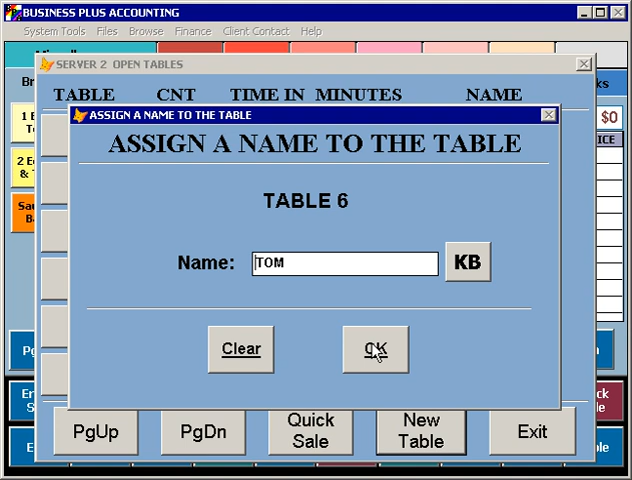 BUSINESS PLUS ACCOUNTING
System Tools Files Browse Finance Client Contact Help
SERVER 2 OPEN TABLES
TABLE CNT TIME IN MINUTES NAME
ASSIGN A NAME TO THE TABLE
ASSIGN A NAME TO THE TABLE
TABLE 6
Name: TOM KB
Clear OK
PgUp PgDn Quick Sale New Table Exit
$0